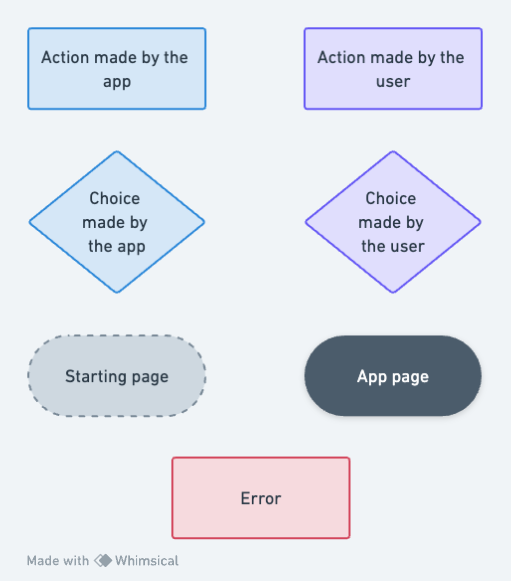 Action made by the
app
Action made by the
user
Choice
made by
the app
Choice
made by
the user
Starting page
App page
Error
Made with Whimsical